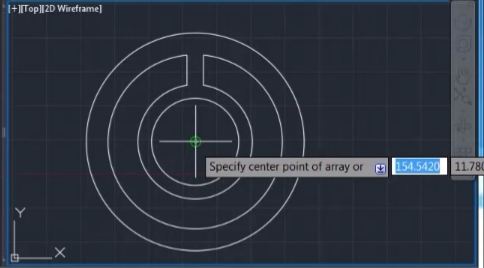 [+][Top][2D Wireframe]
Specify center point of array or 154.5420 11.780
Y
X